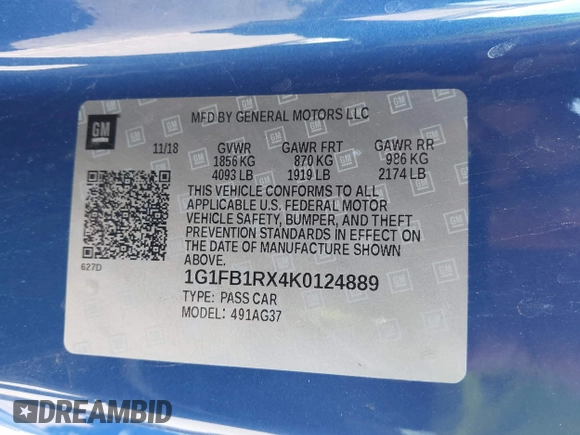 MFD BY GENERAL MOTORS LLC
GM
11/18 GVWR GAWR FRT GAWR RR
1856 KG 870 KG 986 KG
4093 LB 1919 LB 2174 LB
THIS VEHICLE CONFORMS TO ALL
APPLICABLE U.S. FEDERAL MOTOR
VEHICLE SAFETY, BUMPER, AND THEFT
PREVENTION STANDARDS IN EFFECT ON
THE DATE OF MANUFACTURE SHOWN
ABOVE.
627D
1G1FB1RX4K0124889
TYPE: PASS CAR
MODEL: 491AG37
DREAMBID